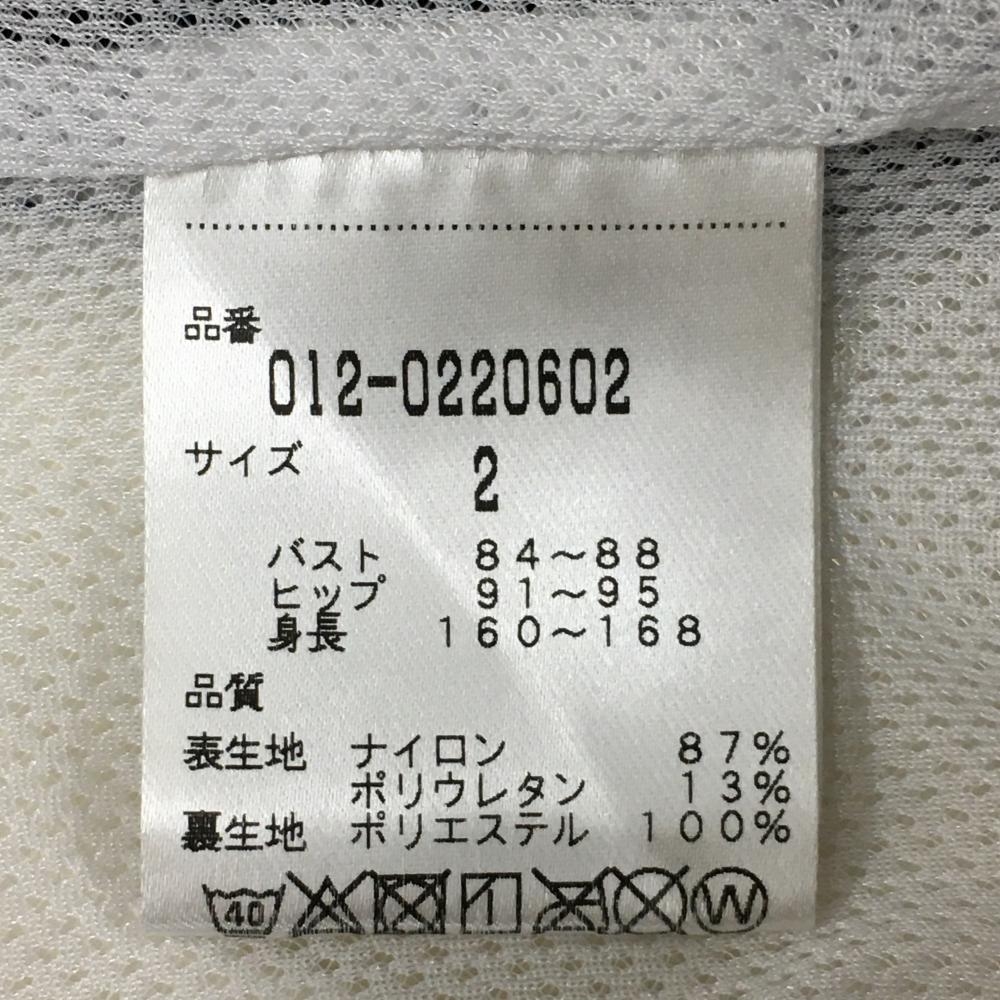 品番
012-0220602
サイズ 2
バスト 84〜88
ヒップ 91〜95
身長 160〜168
品質
表生地 ナイロン 87%
ポリウレタン 13%
裏生地 ポリエステル 100%
40 W